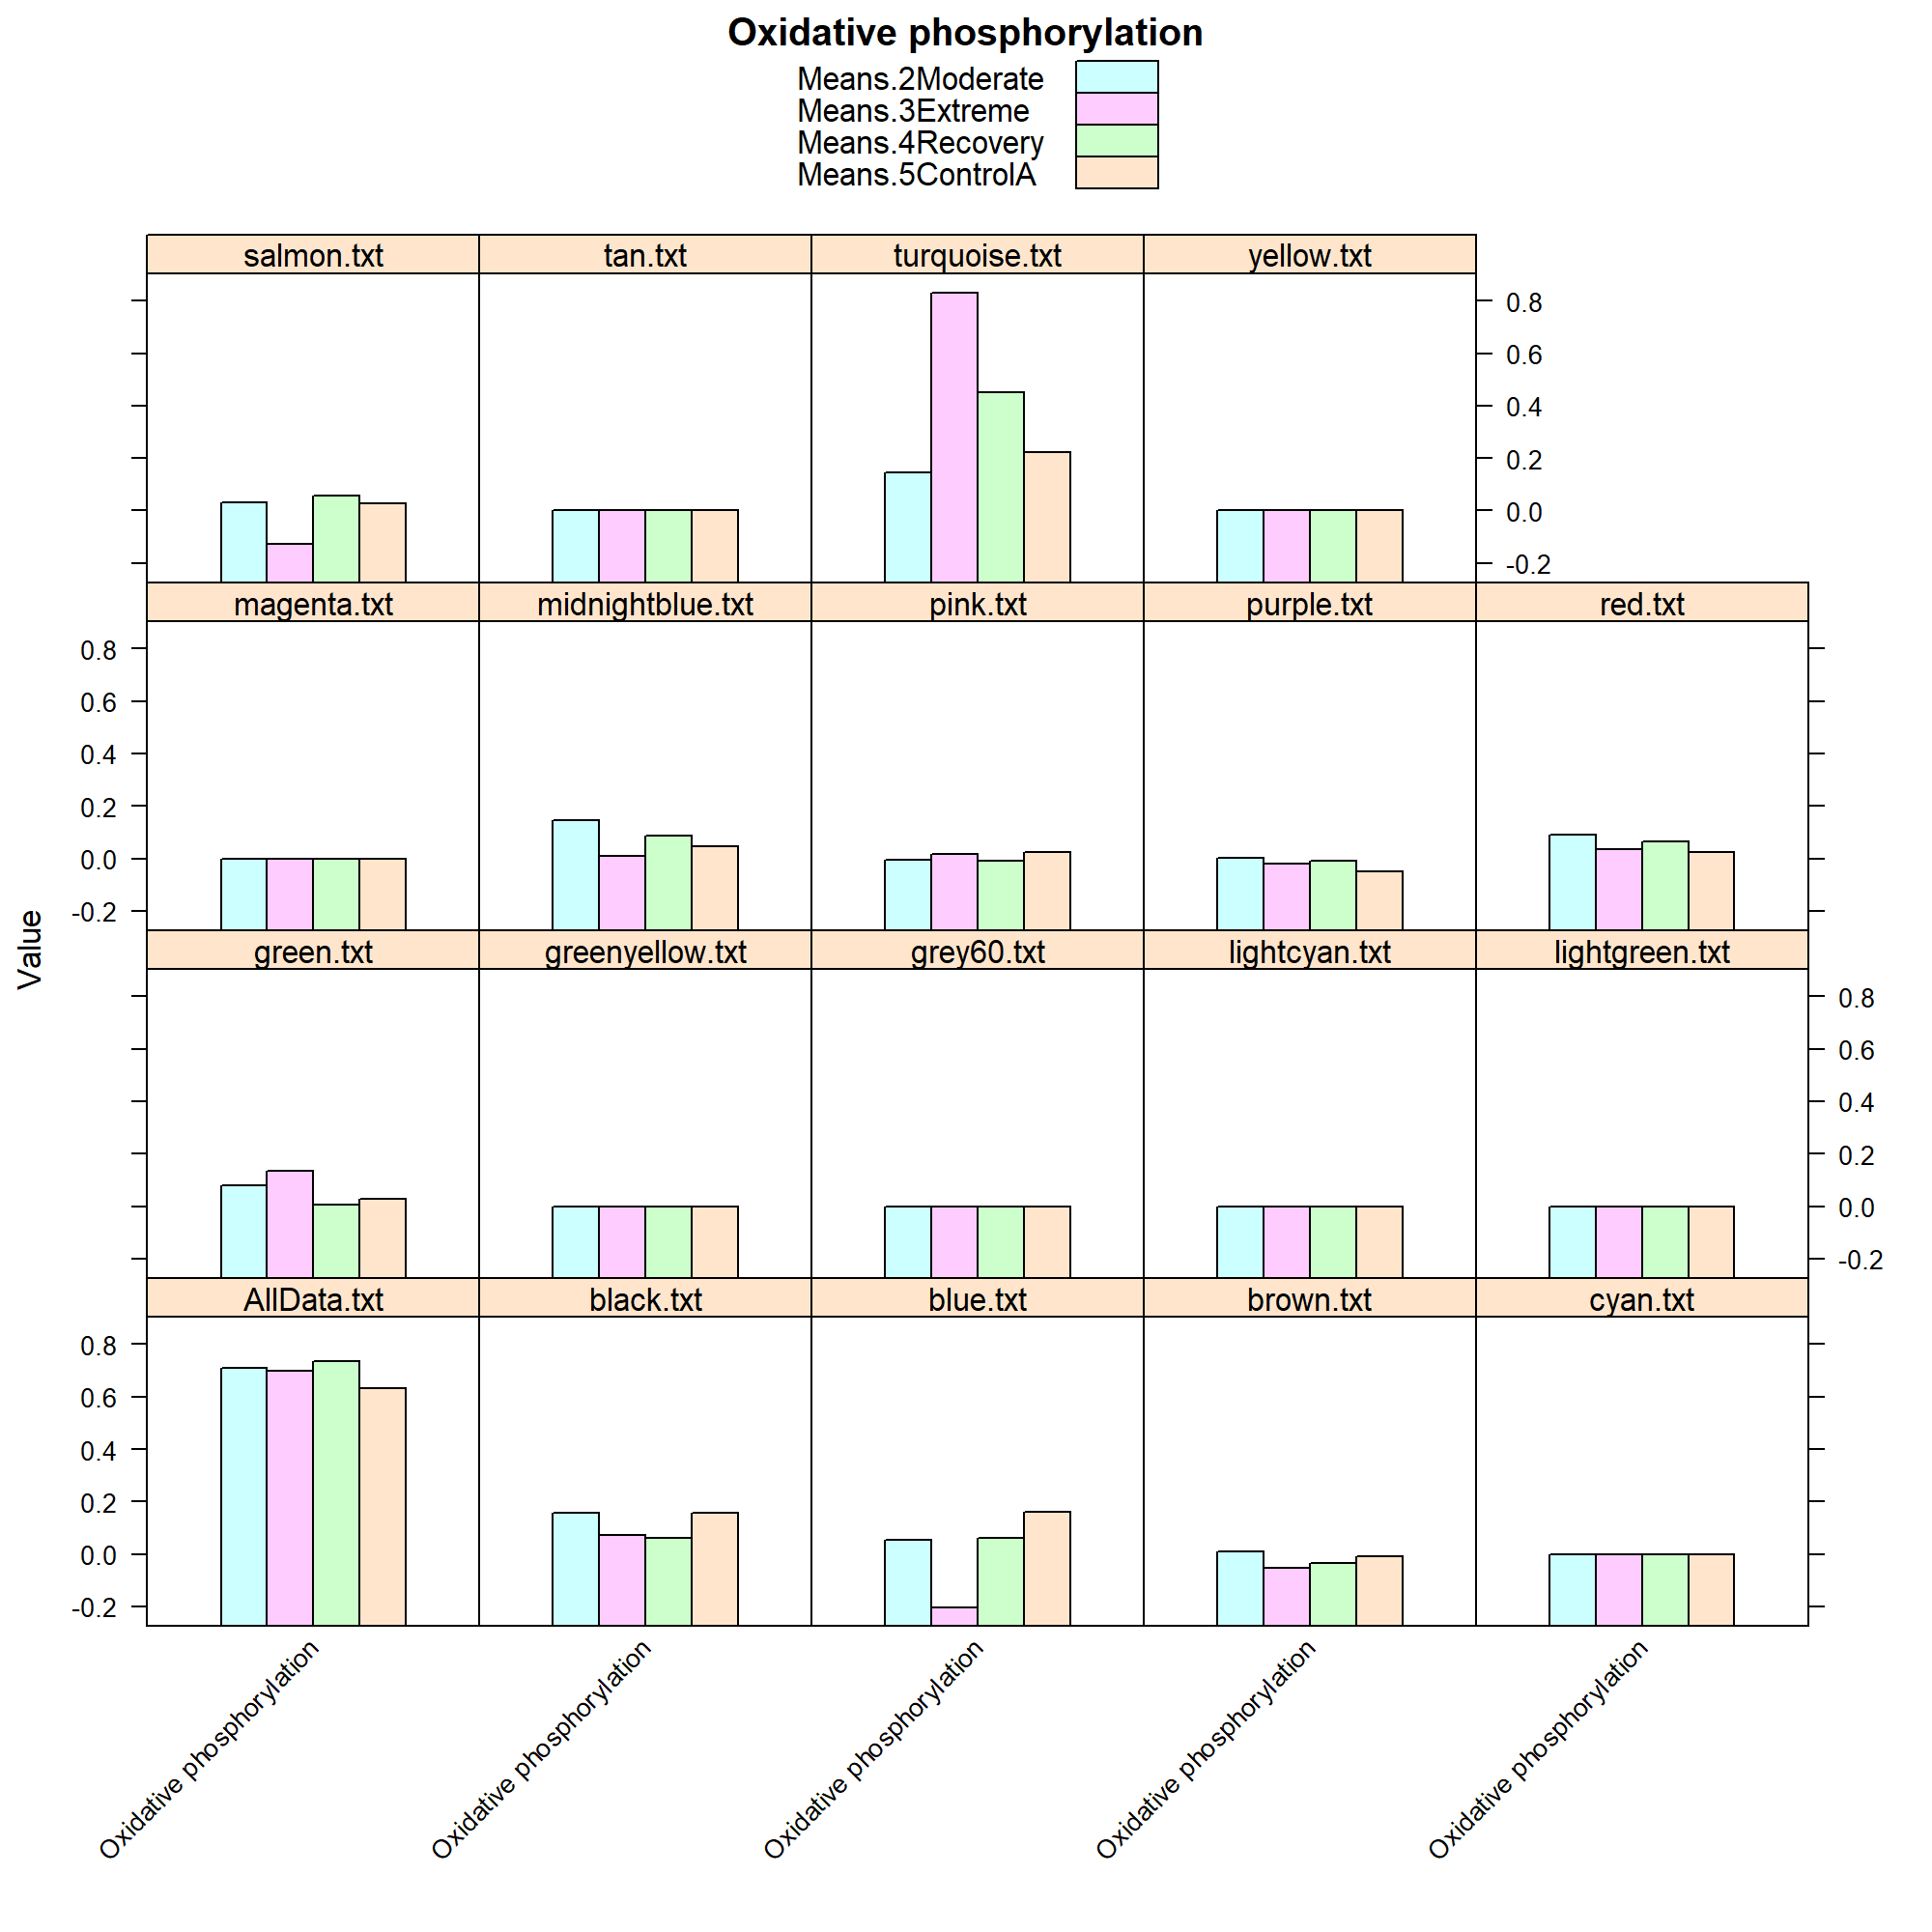 Oxidative phosphorylation
Means.2Moderate
Means.3Extreme
Means.4Recovery
Means.5ControlA
salmon.txt tan.txt turquoise.txt yellow.txt
0.8
0.6
0.4
0.2
0.0
-0.2
magenta.txt midnightblue.txt pink.txt purple.txt red.txt
0.8
0.6
0.4
0.2
0.0
-0.2
Value
green.txt greenyellow.txt grey60.txt lightcyan.txt lightgreen.txt
0.8
0.6
0.4
0.2
0.0
-0.2
AllData.txt black.txt blue.txt brown.txt cyan.txt
0.8
0.6
0.4
0.2
0.0
-0.2
Oxidative phosphorylation
Oxidative phosphorylation
Oxidative phosphorylation
Oxidative phosphorylation
Oxidative phosphorylation